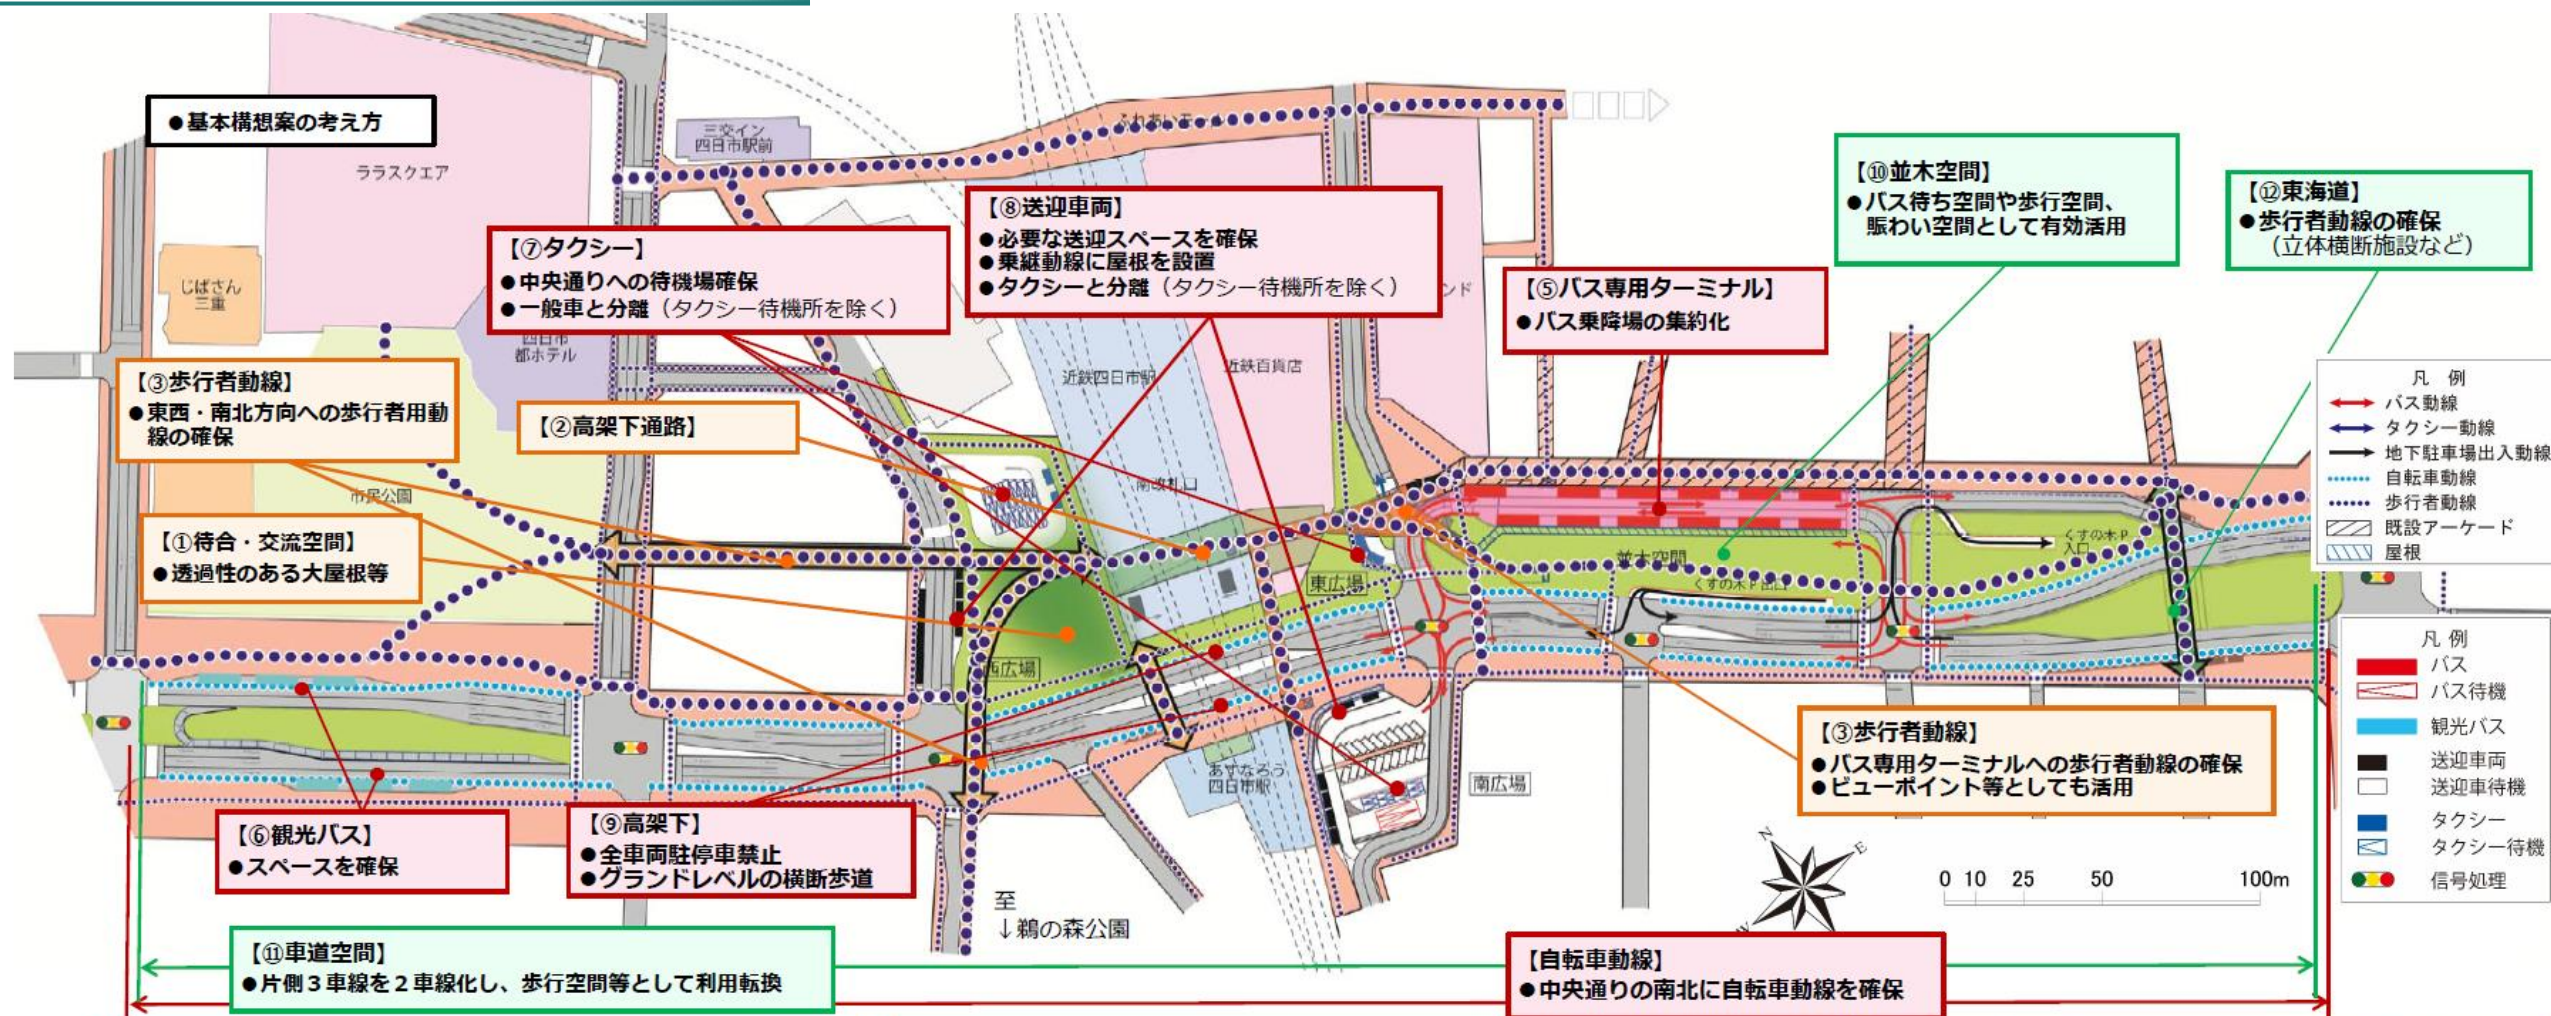 ●基本構想案の考え方
ララスクエア
三交イン
四日市駅前
ふれあいモール
じばさん
三重
四日市
都ホテル
【⑦タクシー】
●中央通りへの待機場確保
●一般車と分離（タクシー待機所を除く）
【⑧送迎車両】
●必要な送迎スペースを確保
●乗継動線に屋根を設置
●タクシーと分離（タクシー待機所を除く）
ンド
【⑤バス専用ターミナル】
●バス乗降場の集約化
【⑩並木空間】
●バス待ち空間や歩行空間、
賑わい空間として有効活用
【⑫東海道】
●歩行者動線の確保
（立体横断施設など）
【③歩行者動線】
●東西・南北方向への歩行者用動
線の確保
【②高架下通路】
近鉄四日市駅
近鉄百貨店
市民公園
南改札口
【①待合・交流空間】
●透過性のある大屋根等
凡 例
バス動線
タクシー動線
地下駐車場出入動線
自転車動線
歩行者動線
既設アーケード
屋根
くすの木P
入口
並木空間
くすの木P出口
東広場
西広場
凡 例
バス
バス待機
観光バス
送迎車両
送迎車待機
タクシー
タクシー待機
信号処理
あすなろう
四日市駅
南広場
【③歩行者動線】
●バス専用ターミナルへの歩行者動線の確保
●ビューポイント等としても活用
【⑥観光バス】
●スペースを確保
【⑨高架下】
●全車両駐停車禁止
●グランドレベルの横断歩道
至
↓鵜の森公園
N
E
W
0 10 25 50 100m
【⑪車道空間】
●片側３車線を２車線化し、歩行空間等として利用転換
【自転車動線】
●中央通りの南北に自転車動線を確保